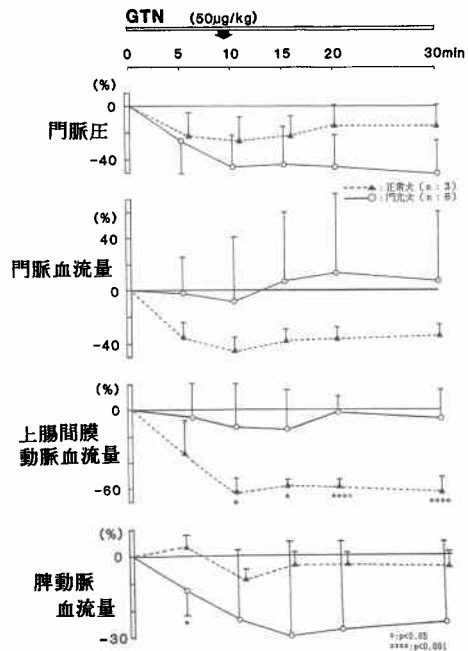 GTN (50μg/kg)
0 5 10 15 20 30min
(%)
0
-40
門脈圧
--▲--:正常犬(n:3)
—○—:門亢犬(n:6)
40
0
-40
門脈血流量
(%)
0
-60
上腸間膜
動脈血流量
* * **** ****
(%)
0
-30
脾動脈
血流量
*
*:p<0.05
****:p<0.001